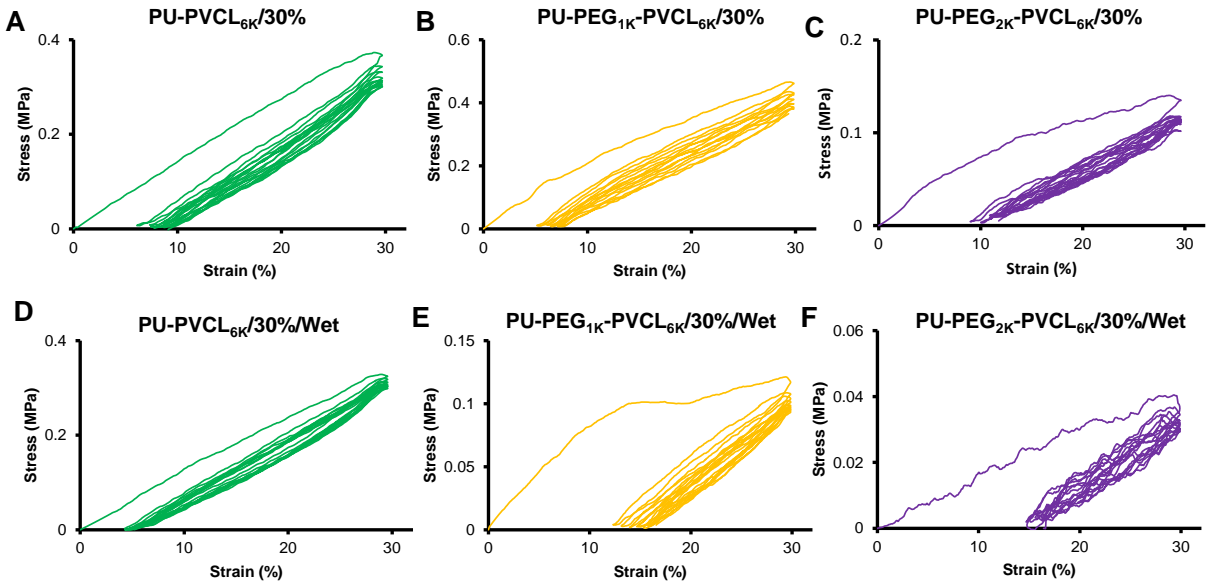 A
PU-PVCL6K/30%
Stress (MPa)
0.4
0.2
0
0
10
20
30
Strain (%)
B
PU-PEG1K-PVCL6K/30%
Stress (MPa)
0.6
0.4
0.2
0
0
10
20
30
Strain (%)
C
PU-PEG2K-PVCL6K/30%
Stress (MPa)
0.2
0.1
0
0
10
20
30
Strain (%)
D
PU-PVCL6K/30%/Wet
Stress (MPa)
0.4
0.2
0
0
10
20
30
Strain (%)
E
PU-PEG1K-PVCL6K/30%/Wet
Stress (MPa)
0.15
0.1
0.05
0
0
10
20
30
Strain (%)
F
PU-PEG2K-PVCL6K/30%/Wet
Stress (MPa)
0.06
0.04
0.02
0
0
10
20
30
Strain (%)